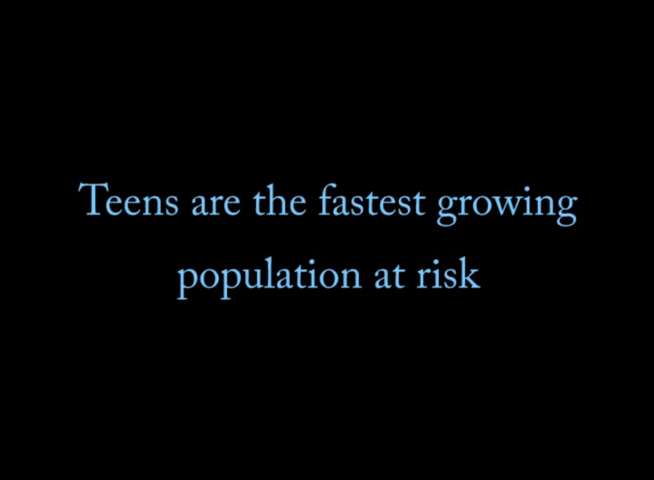 Teens are the fastest growing
population at risk